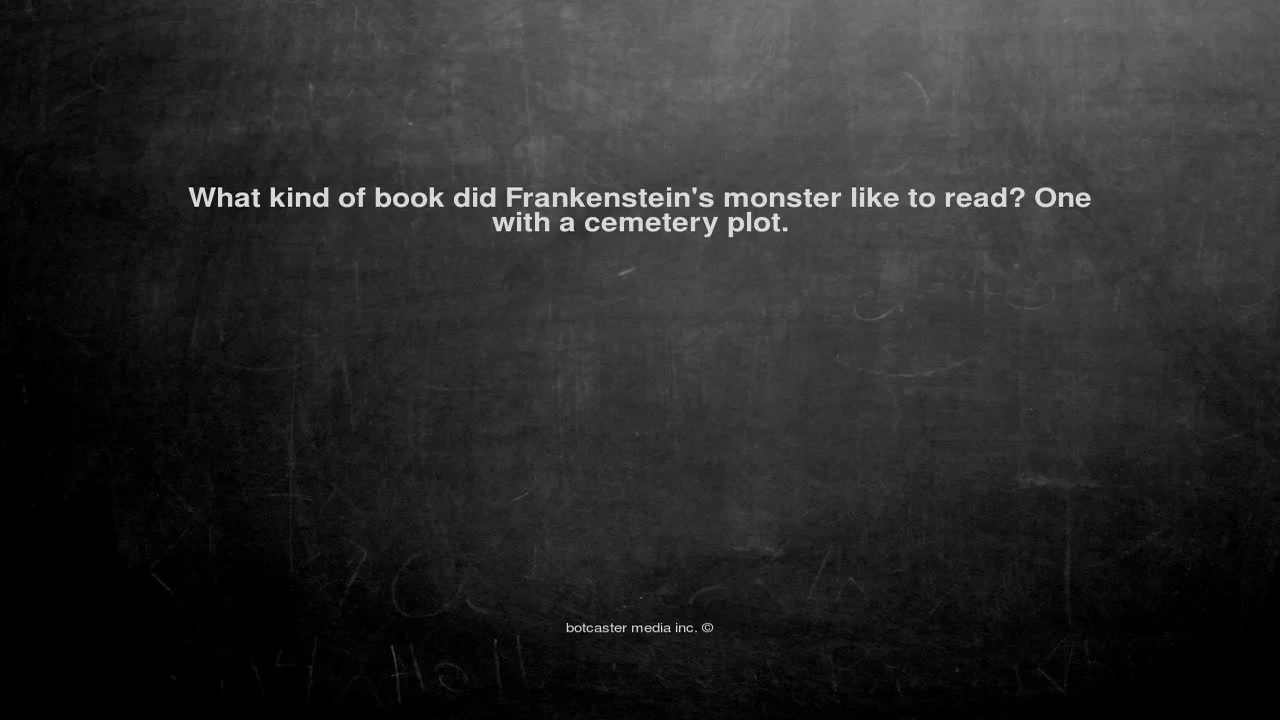 What kind of book did Frankenstein's monster like to read? One
with a cemetery plot.
botcaster media inc. ©